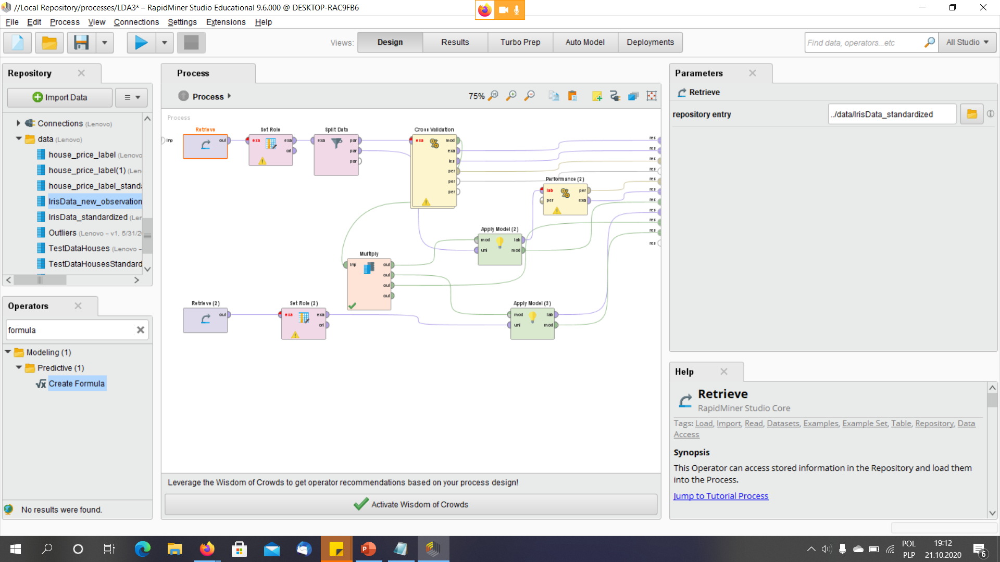 //Local Repository/processes/LDA3* – RapidMiner Studio Educational 9.6.000 @ DESKTOP-RAC9FB6
File Edit Process View Connections Settings Extensions Help
Views: Design Results Turbo Prep Auto Model Deployments
Find data, operators...etc
All Studio
Repository
Import Data
Connections (Lenovo)
data (Lenovo)
house_price_label (Lenovo
house_price_label(1) (Len
house_price_label_standa
IrisData_new_observation
IrisData_standardized (Ler
Outliers (Lenovo – v1, 5/31/2
TestDataHouses (Lenovo –
TestDataHousesStandard
Operators
formula
Modeling (1)
Predictive (1)
Create Formula
No results were found.
Process
Process
75%
Process
Inp
Retrieve
out
Set Role
exa exa
ori
Split Data
exa par
par
par
Cross Validation
exa mod
exa
tes
per
per
per
Performance (2)
lab per
per exa
Apply Model (2)
mod lab
unl mod
Multiply
inp out
out
out
out
Retrieve (2)
out
Set Role (2)
exa exa
ori
Apply Model (3)
mod lab
unl mod
res
res
res
res
res
res
res
res
res
res
res
Leverage the Wisdom of Crowds to get operator recommendations based on your process design!
Activate Wisdom of Crowds
Parameters
Retrieve
repository entry
../data/IrisData_standardized
Help
Retrieve
RapidMiner Studio Core
Tags: Load, Import, Read, Datasets, Examples, Example Set, Table, Repository, Data
Access
Synopsis
This Operator can access stored information in the Repository and load them
into the Process.
Jump to Tutorial Process
POL
PLP
19:12
21.10.2020
6